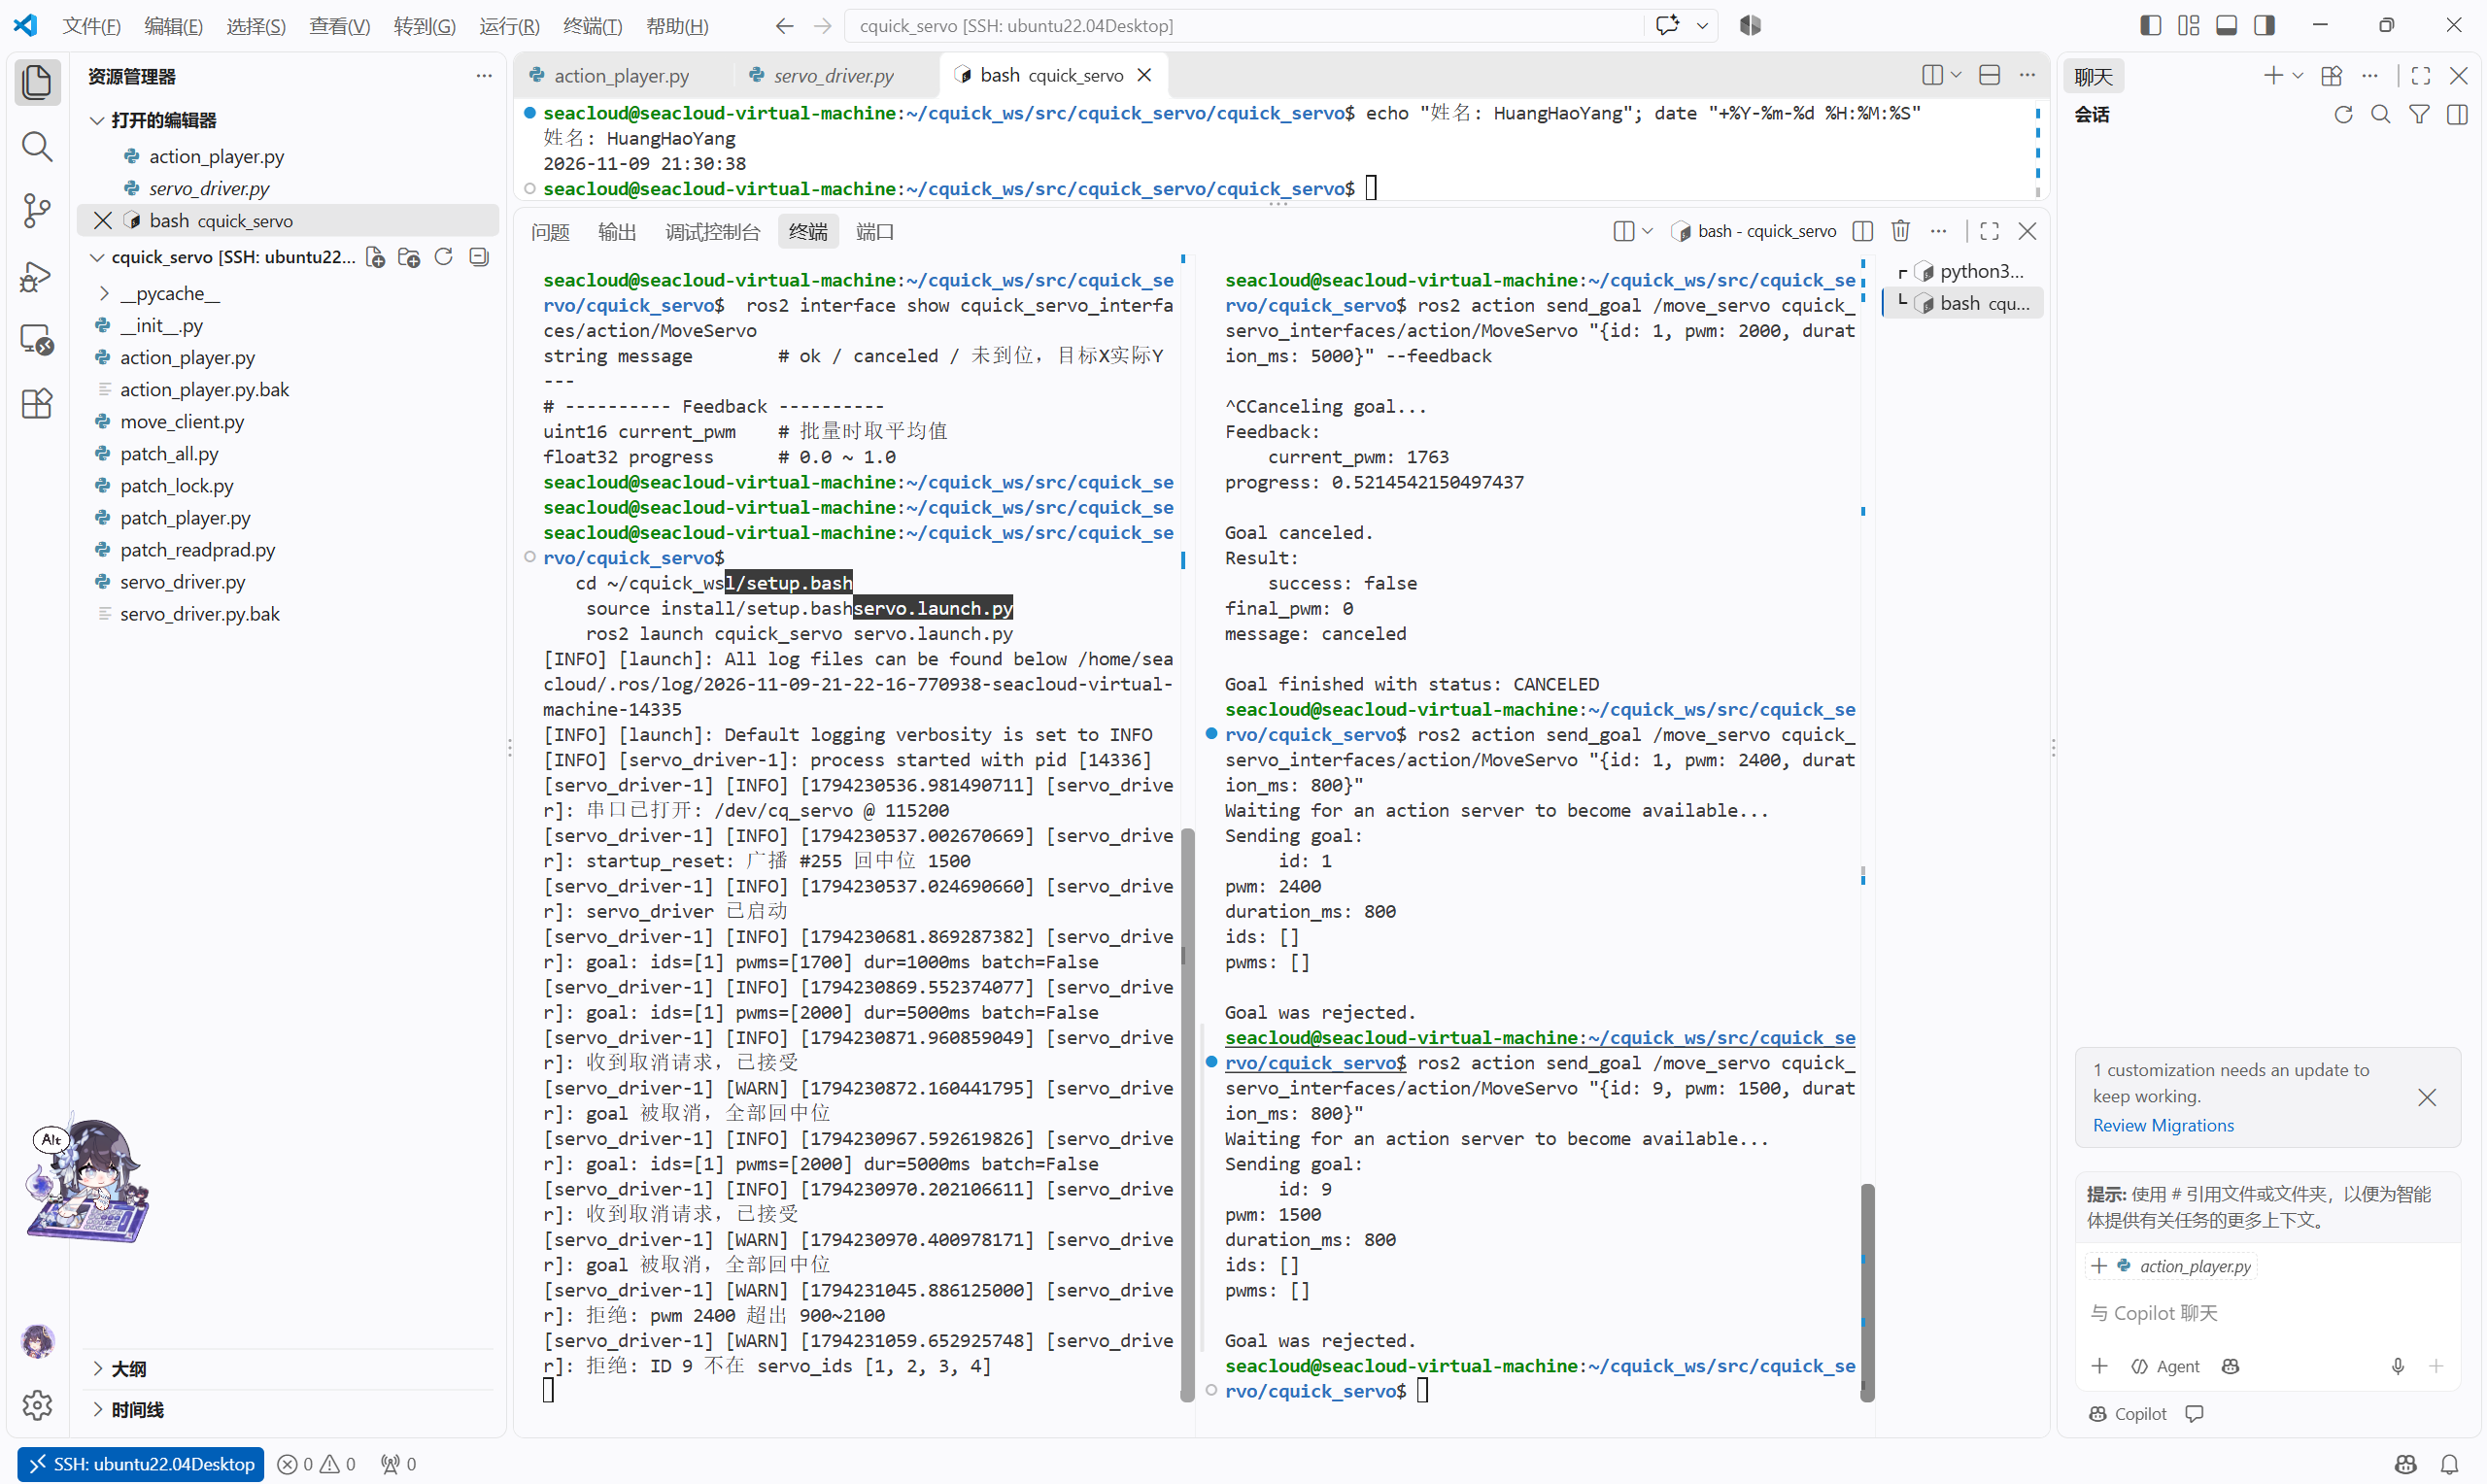 文件(F) 编辑(E) 选择(S) 查看(V) 转到(G) 运行(R) 终端(T) 帮助(H)
cquick_servo [SSH: ubuntu22.04Desktop]
资源管理器
打开的编辑器
action_player.py
servo_driver.py
bash cquick_servo
cquick_servo [SSH: ubuntu22...
__pycache__
__init__.py
action_player.py
action_player.py.bak
move_client.py
patch_all.py
patch_lock.py
patch_player.py
patch_readprad.py
servo_driver.py
servo_driver.py.bak
Alt
大纲
时间线
action_player.py servo_driver.py bash cquick_servo
seacloud@seacloud-virtual-machine:~/cquick_ws/src/cquick_servo/cquick_servo$ echo "姓名: HuangHaoYang"; date "+%Y-%m-%d %H:%M:%S"
姓名: HuangHaoYang
2026-11-09 21:30:38
seacloud@seacloud-virtual-machine:~/cquick_ws/src/cquick_servo/cquick_servo$
问题 输出 调试控制台 终端 端口
bash - cquick_servo
seacloud@seacloud-virtual-machine:~/cquick_ws/src/cquick_se
rvo/cquick_servo$  ros2 interface show cquick_servo_interfa
ces/action/MoveServo
string message        # ok / canceled / 未到位，目标X实际Y
---
# ---------- Feedback ----------
uint16 current_pwm    # 批量时取平均值
float32 progress      # 0.0 ~ 1.0
seacloud@seacloud-virtual-machine:~/cquick_ws/src/cquick_se
seacloud@seacloud-virtual-machine:~/cquick_ws/src/cquick_se
seacloud@seacloud-virtual-machine:~/cquick_ws/src/cquick_se
rvo/cquick_servo$
cd ~/cquick_wsl/setup.bash
source install/setup.bashservo.launch.py
ros2 launch cquick_servo servo.launch.py
[INFO] [launch]: All log files can be found below /home/sea
cloud/.ros/log/2026-11-09-21-22-16-770938-seacloud-virtual-
machine-14335
[INFO] [launch]: Default logging verbosity is set to INFO
[INFO] [servo_driver-1]: process started with pid [14336]
[servo_driver-1] [INFO] [1794230536.981490711] [servo_drive
r]: 串口已打开: /dev/cq_servo @ 115200
[servo_driver-1] [INFO] [1794230537.002670669] [servo_drive
r]: startup_reset: 广播 #255 回中位 1500
[servo_driver-1] [INFO] [1794230537.024690660] [servo_drive
r]: servo_driver 已启动
[servo_driver-1] [INFO] [1794230681.869287382] [servo_drive
r]: goal: ids=[1] pwms=[1700] dur=1000ms batch=False
[servo_driver-1] [INFO] [1794230869.552374077] [servo_drive
r]: goal: ids=[1] pwms=[2000] dur=5000ms batch=False
[servo_driver-1] [INFO] [1794230871.960859049] [servo_drive
r]: 收到取消请求，已接受
[servo_driver-1] [WARN] [1794230872.160441795] [servo_drive
r]: goal 被取消，全部回中位
[servo_driver-1] [INFO] [1794230967.592619826] [servo_drive
r]: goal: ids=[1] pwms=[2000] dur=5000ms batch=False
[servo_driver-1] [INFO] [1794230970.202106611] [servo_drive
r]: 收到取消请求，已接受
[servo_driver-1] [WARN] [1794230970.400978171] [servo_drive
r]: goal 被取消，全部回中位
[servo_driver-1] [WARN] [1794231045.886125000] [servo_drive
r]: 拒绝: pwm 2400 超出 900~2100
[servo_driver-1] [WARN] [1794231059.652925748] [servo_drive
r]: 拒绝: ID 9 不在 servo_ids [1, 2, 3, 4]
seacloud@seacloud-virtual-machine:~/cquick_ws/src/cquick_se
rvo/cquick_servo$ ros2 action send_goal /move_servo cquick_
servo_interfaces/action/MoveServo "{id: 1, pwm: 2000, durat
ion_ms: 5000}" --feedback
^CCanceling goal...
Feedback:
current_pwm: 1763
progress: 0.5214542150497437
Goal canceled.
Result:
success: false
final_pwm: 0
message: canceled
Goal finished with status: CANCELED
seacloud@seacloud-virtual-machine:~/cquick_ws/src/cquick_se
rvo/cquick_servo$ ros2 action send_goal /move_servo cquick_
servo_interfaces/action/MoveServo "{id: 1, pwm: 2400, durat
ion_ms: 800}"
Waiting for an action server to become available...
Sending goal:
id: 1
pwm: 2400
duration_ms: 800
ids: []
pwms: []
Goal was rejected.
seacloud@seacloud-virtual-machine:~/cquick_ws/src/cquick_se
rvo/cquick_servo$ ros2 action send_goal /move_servo cquick_
servo_interfaces/action/MoveServo "{id: 9, pwm: 1500, durat
ion_ms: 800}"
Waiting for an action server to become available...
Sending goal:
id: 9
pwm: 1500
duration_ms: 800
ids: []
pwms: []
Goal was rejected.
seacloud@seacloud-virtual-machine:~/cquick_ws/src/cquick_se
rvo/cquick_servo$
python3...
bash cqu...
聊天
会话
1 customization needs an update to
keep working.
Review Migrations
提示: 使用 # 引用文件或文件夹，以便为智能
体提供有关任务的更多上下文。
action_player.py
与 Copilot 聊天
Agent
Copilot
SSH: ubuntu22.04Desktop 0 0 0